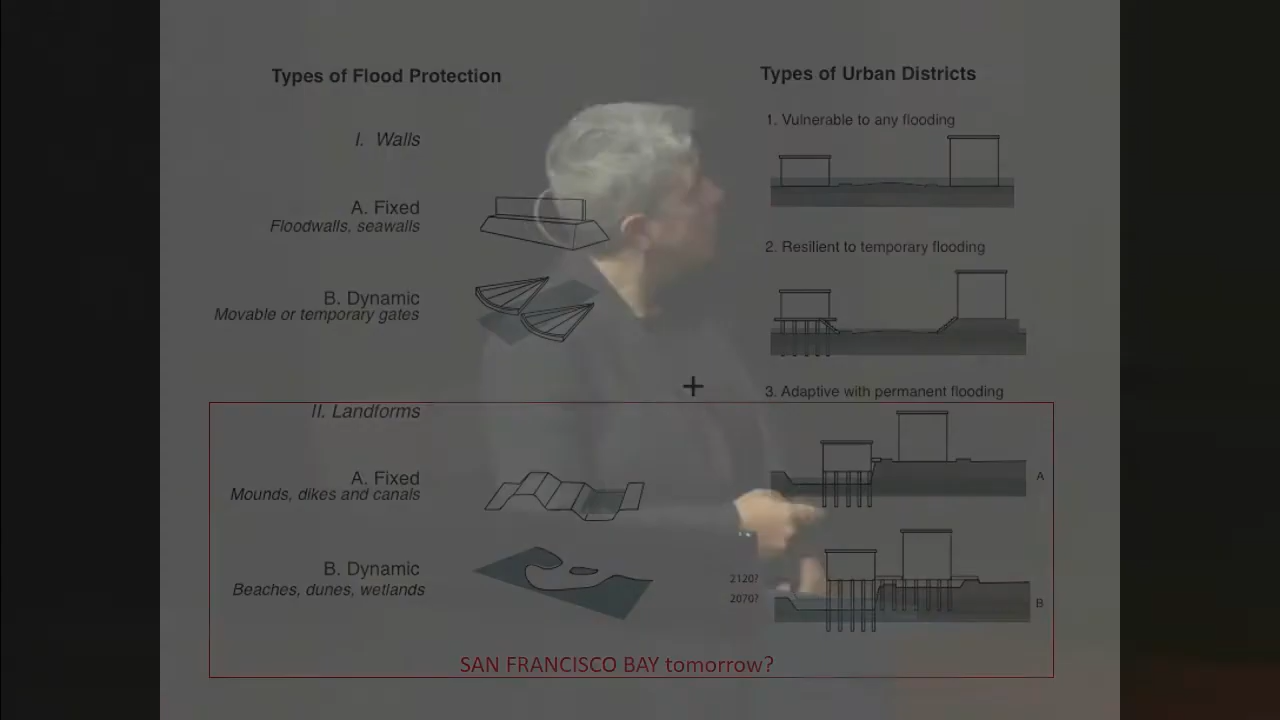 Types of Flood Protection
I. Walls
A. Fixed
Floodwalls, seawalls
B. Dynamic
Movable or temporary gates
II. Landforms
A. Fixed
Mounds, dikes and canals
B. Dynamic
Beaches, dunes, wetlands
+
Types of Urban Districts
1. Vulnerable to any flooding
2. Resilient to temporary flooding
3. Adaptive with permanent flooding
A
2120?
2070?
B
SAN FRANCISCO BAY tomorrow?